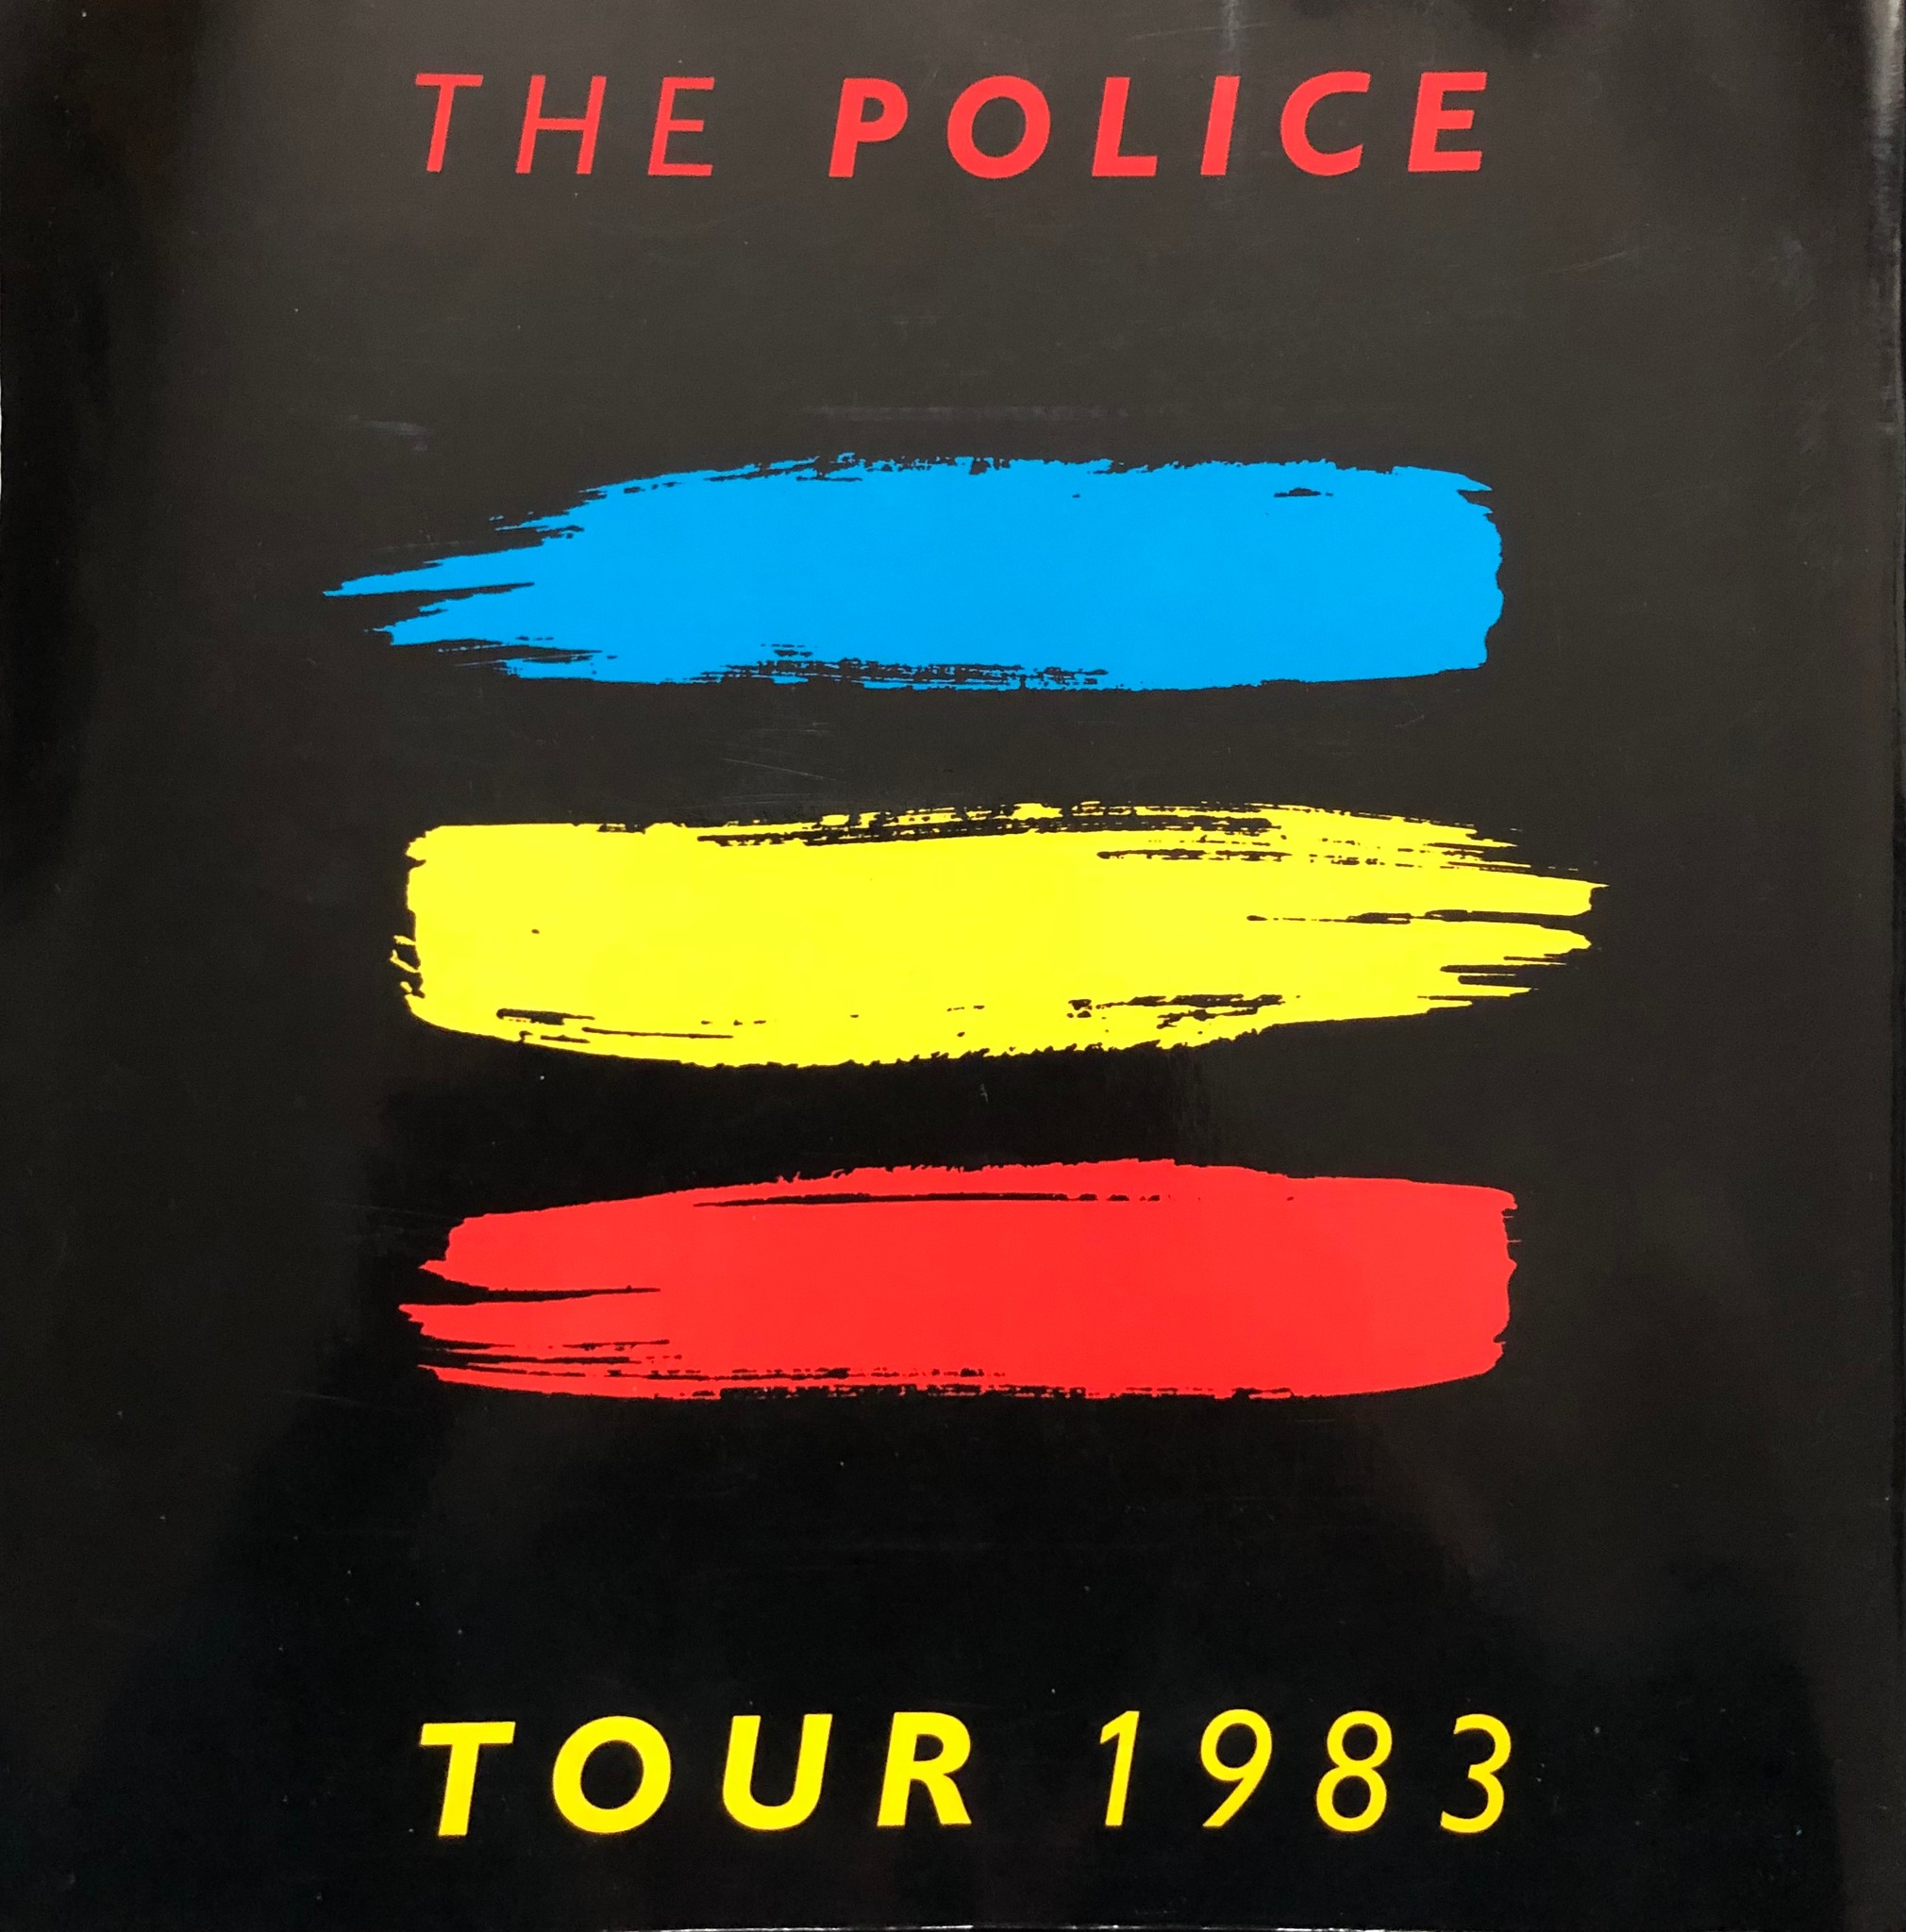 THE POLICE
TOUR 1983